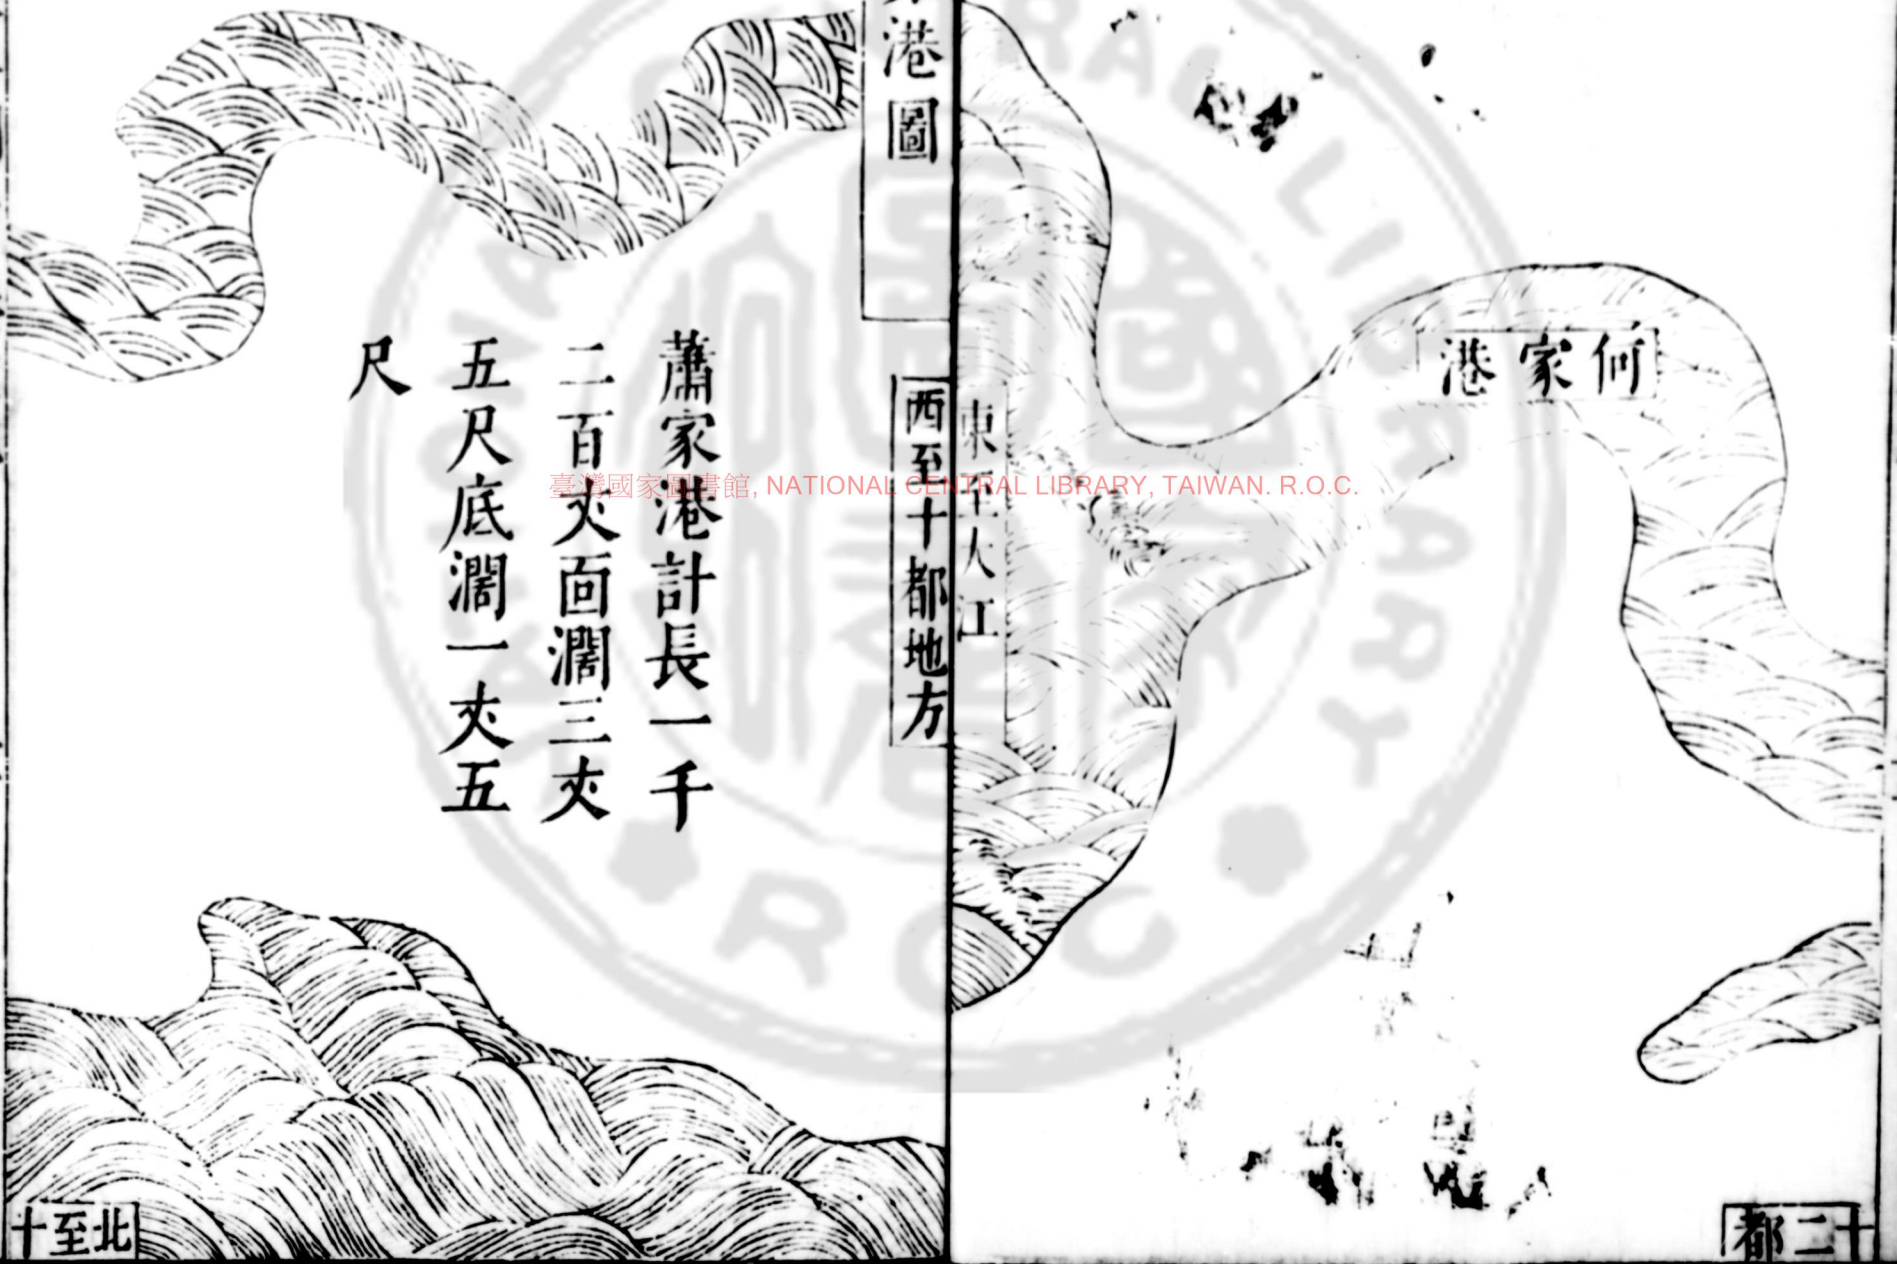 何家港
東至大江
十二都
港圖
西至十都地方
蕭家港計長一千
二百丈面濶三丈
五尺底濶一丈五
尺
北至十
臺灣國家圖書館, NATIONAL CENTRAL LIBRARY, TAIWAN. R.O.C.